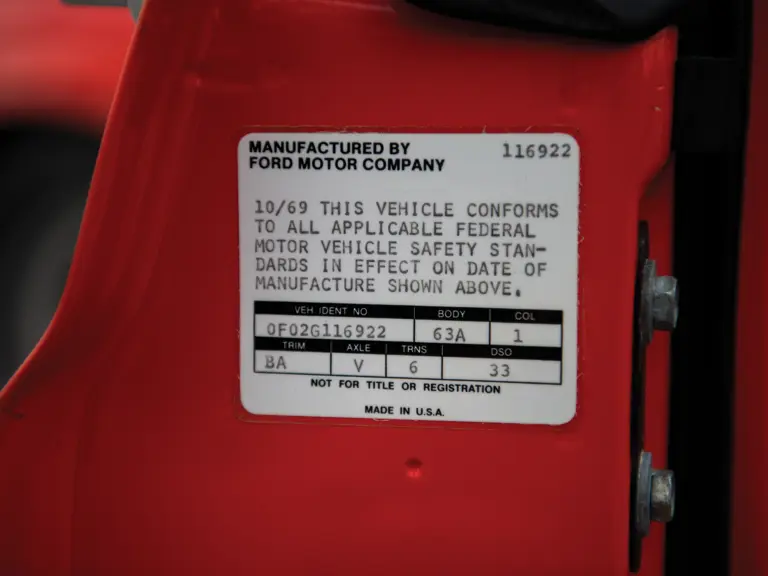 MANUFACTURED BY 116922
FORD MOTOR COMPANY
10/69 THIS VEHICLE CONFORMS
TO ALL APPLICABLE FEDERAL
MOTOR VEHICLE SAFETY STAN-
DARDS IN EFFECT ON DATE OF
MANUFACTURE SHOWN ABOVE.
VEH IDENT NO BODY COL
0F02G116922 63A 1
TRIM AXLE TRNS DSO
BA V 6 33
NOT FOR TITLE OR REGISTRATION
MADE IN U.S.A.